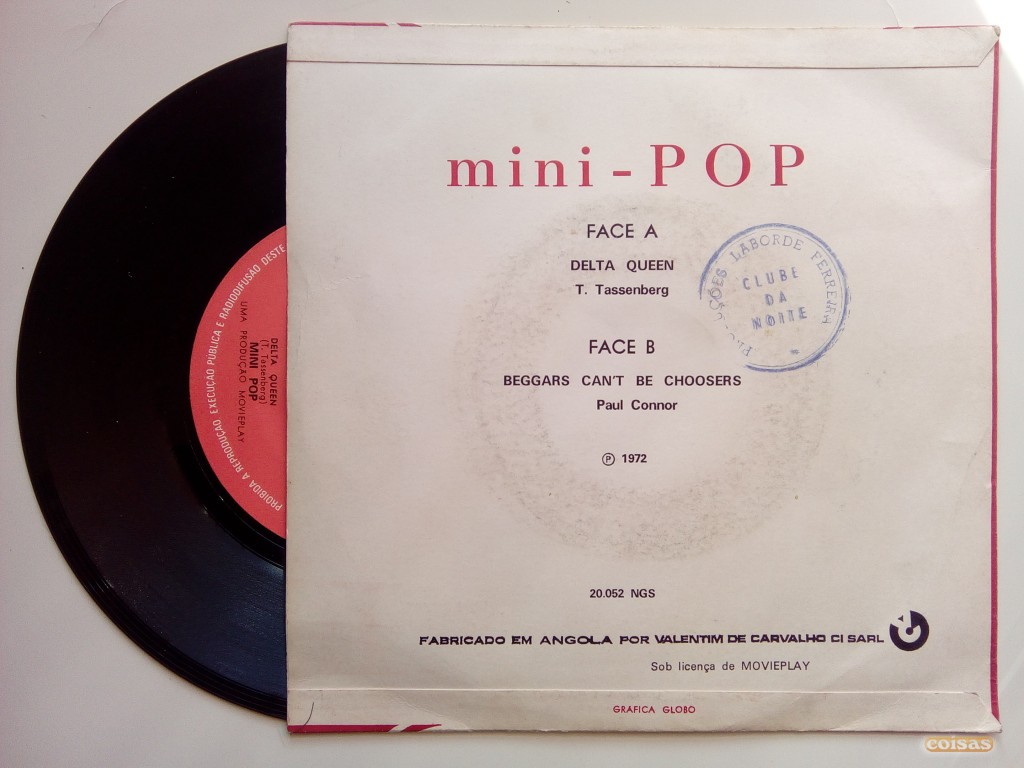 mini-POP
FACE A
DELTA QUEEN
T. Tassenberg
FACE B
BEGGARS CAN'T BE CHOOSERS
Paul Connor
℗ 1972
20.052 NGS
FABRICADO EM ANGOLA POR VALENTIM DE CARVALHO CI SARL
Sob licença de MOVIEPLAY
GRAFICA GLOBO
LABORDE FERREIRA
CLUBE
DA
NOITE
PROIBIDA A REPRODUÇÃO, EXECUÇÃO PÚBLICA E RADIODIFUSÃO DESTE
DELTA QUEEN
(T. Tassenberg)
MINI POP
UMA PRODUÇÃO MOVIEPLAY
coisas